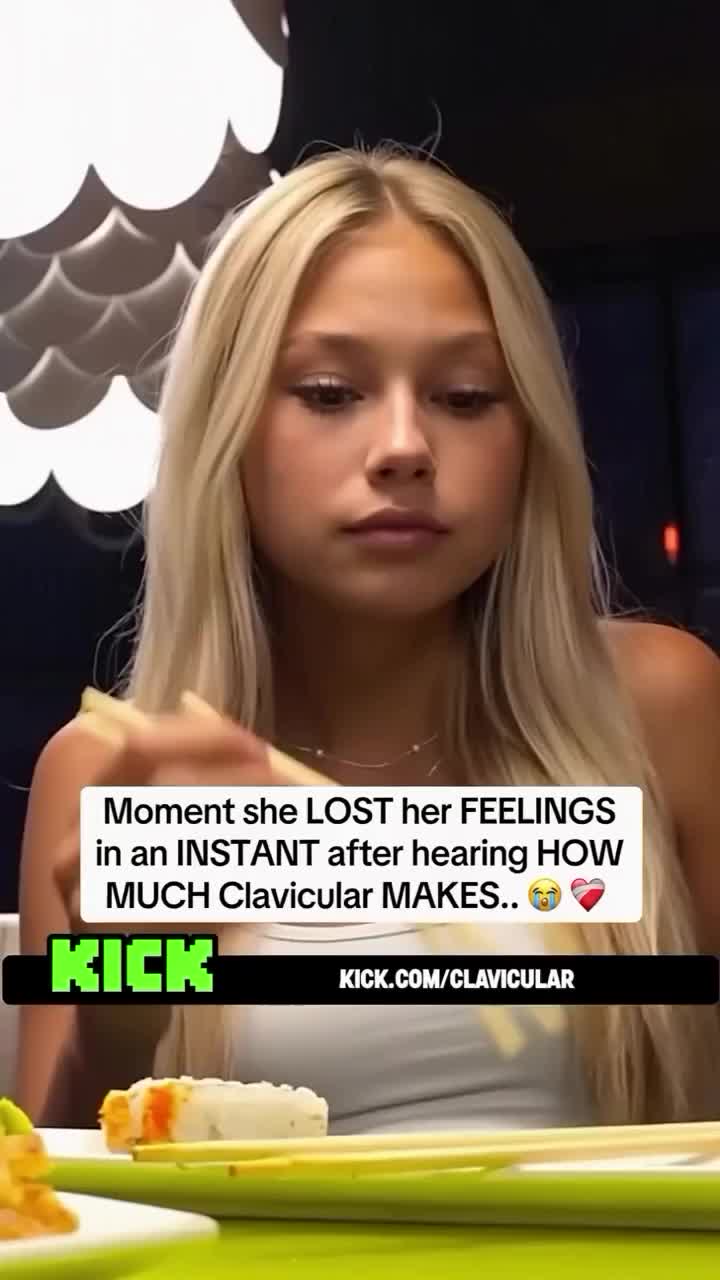 Moment she LOST her FEELINGS
in an INSTANT after hearing HOW
MUCH Clavicular MAKES.. 😭 ❤️‍🩹
KICK
KICK.COM/CLAVICULAR